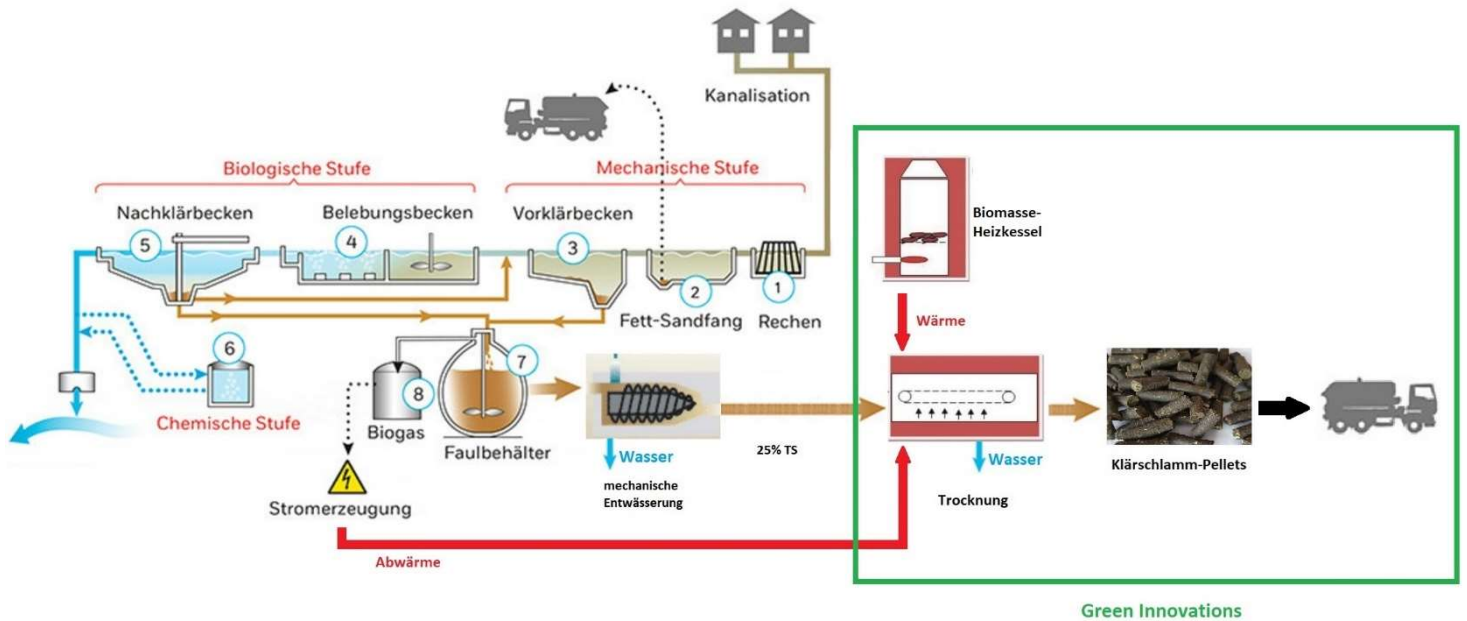 Kanalisation
Biologische Stufe
Mechanische Stufe
Nachklärbecken
Belebungsbecken
Vorklärbecken
5
4
3
2
1
Fett-Sandfang
Rechen
6
Chemische Stufe
7
8
Biogas
Faulbehälter
Stromerzeugung
Wasser
mechanische
Entwässerung
25% TS
Abwärme
Biomasse-
Heizkessel
Wärme
Wasser
Trocknung
Klärschlamm-Pellets
Green Innovations